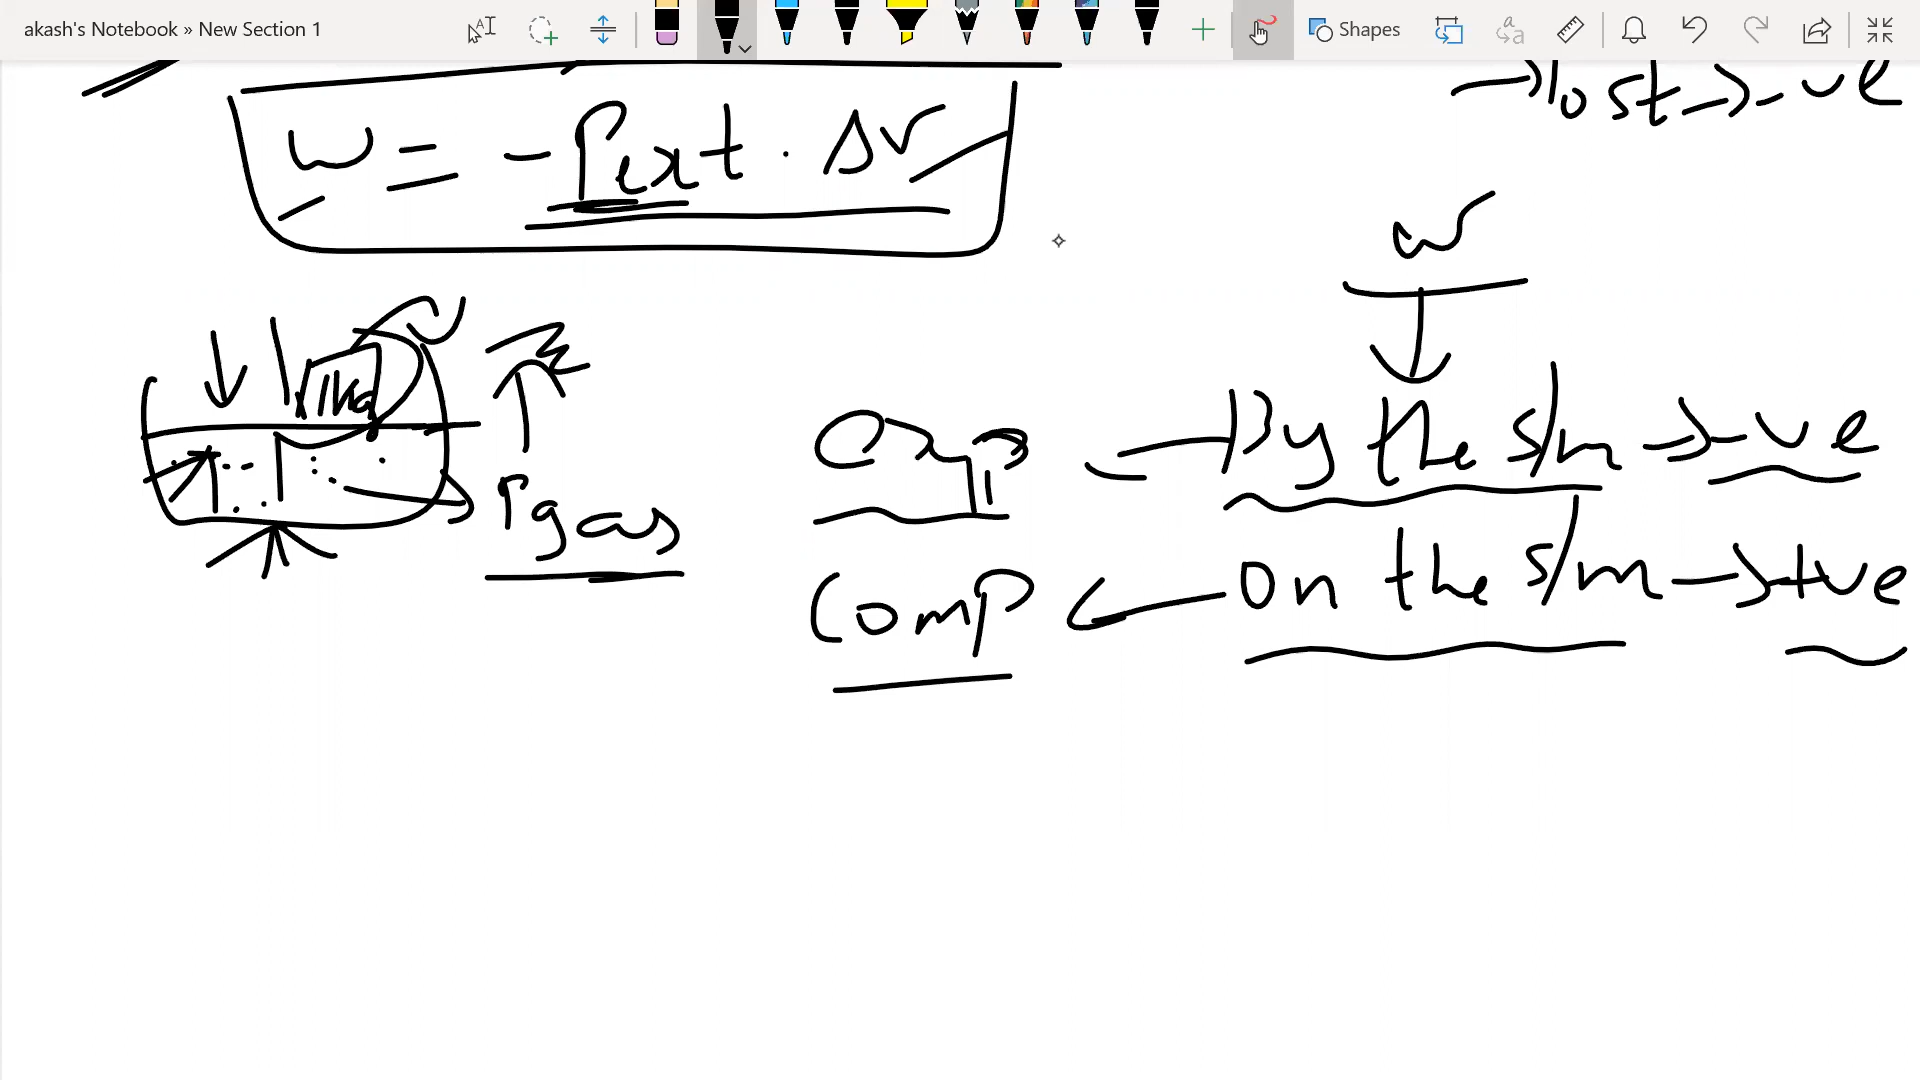 akash's Notebook » New Section 1
Shapes
→ lost → -ve
w = -Pext . ΔV
w
1kg
Pgas
Exp ← By the s/m → -ve
Comp ← on the s/m → +ve